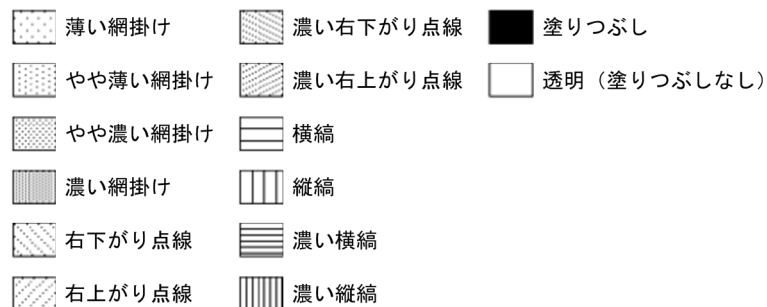 薄い網掛け
やや薄い網掛け
やや濃い網掛け
濃い網掛け
右下がり点線
右上がり点線
濃い右下がり点線
濃い右上がり点線
横縞
縦縞
濃い横縞
濃い縦縞
塗りつぶし
透明（塗りつぶしなし）